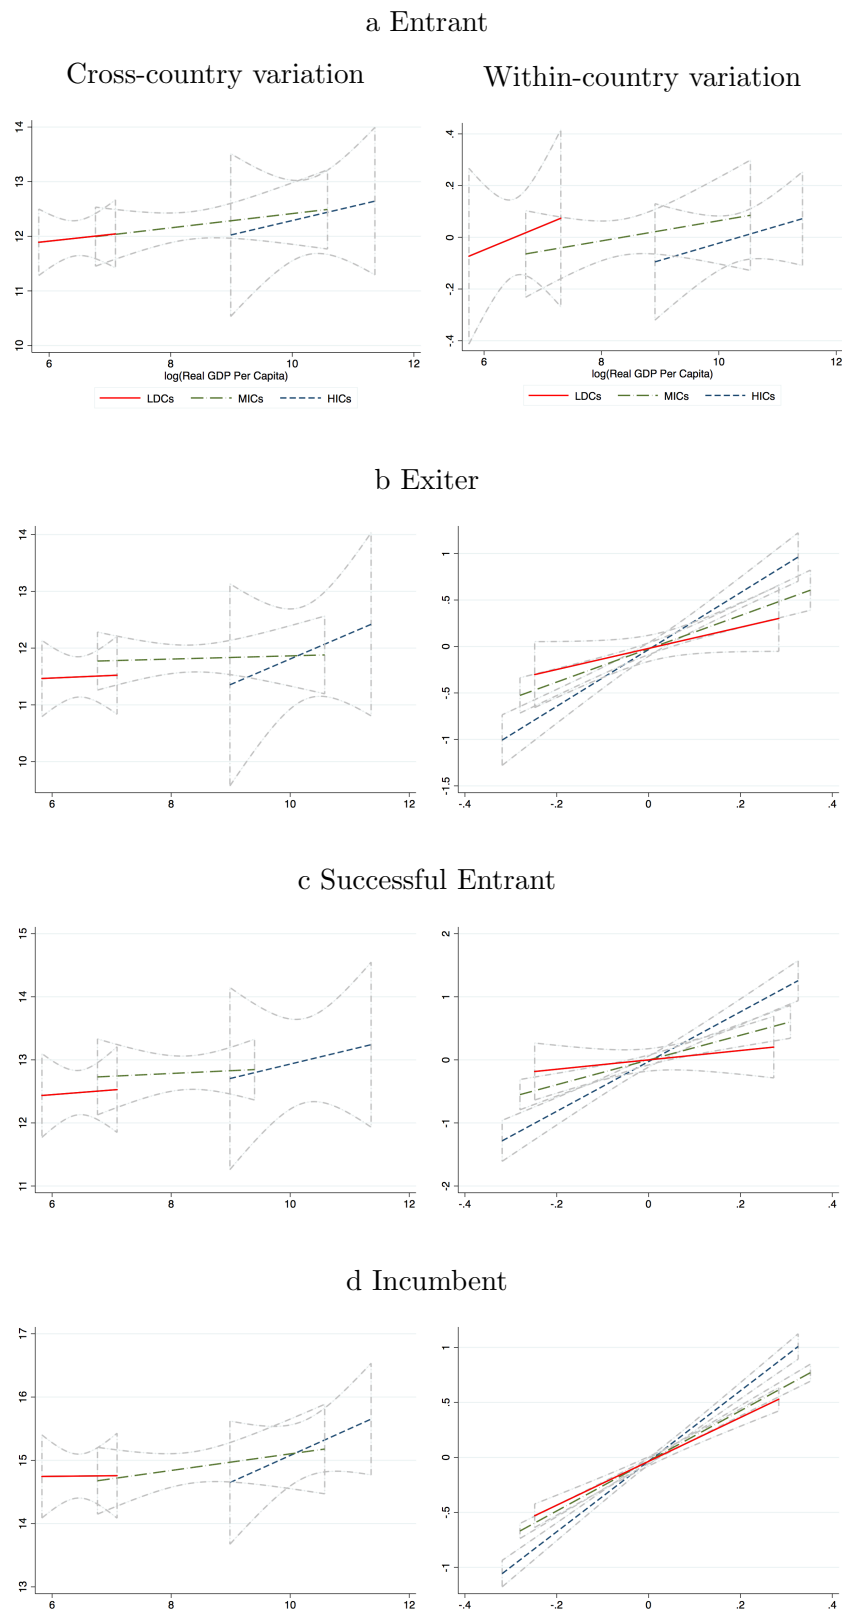 a Entrant
Cross-country variation
Within-country variation
14
13
12
11
10
6 8 10 12
log(Real GDP Per Capita)
LDCs MICs HICs
.4
.2
0
-.2
-.4
6 8 10 12
log(Real GDP Per Capita)
LDCs MICs HICs
b Exiter
14
13
12
11
10
6 8 10 12
1
.5
0
-.5
-1
-1.5
-.4 -.2 0 .2 .4
c Successful Entrant
15
14
13
12
11
6 8 10 12
2
1
0
-1
-2
-.4 -.2 0 .2 .4
d Incumbent
17
16
15
14
13
6 8 10 12
1
.5
0
-.5
-1
-.4 -.2 0 .2 .4